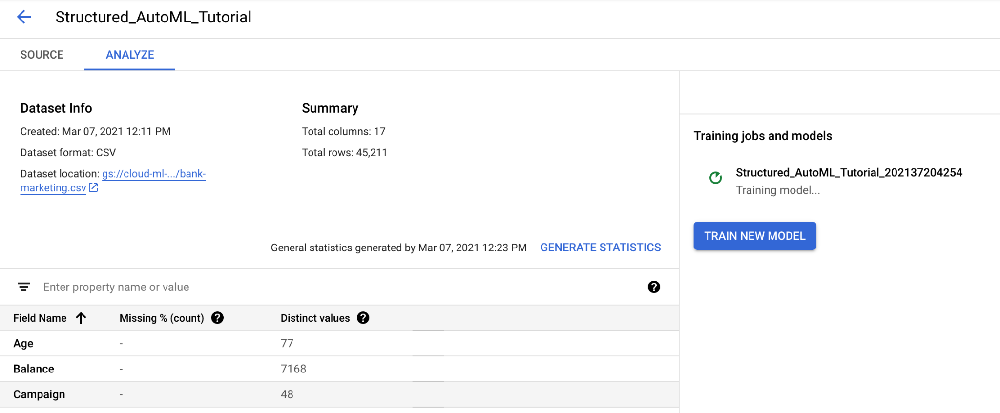 Structured_AutoML_Tutorial
SOURCE
ANALYZE
Dataset Info
Created: Mar 07, 2021 12:11 PM
Dataset format: CSV
Dataset location: gs://cloud-ml-.../bank-
marketing.csv
Summary
Total columns: 17
Total rows: 45,211
General statistics generated by Mar 07, 2021 12:23 PM
GENERATE STATISTICS
Enter property name or value
?
Field Name
Missing % (count) ?
Distinct values ?
Age - 77
Balance - 7168
Campaign - 48
Training jobs and models
Structured_AutoML_Tutorial_202137204254
Training model...
TRAIN NEW MODEL